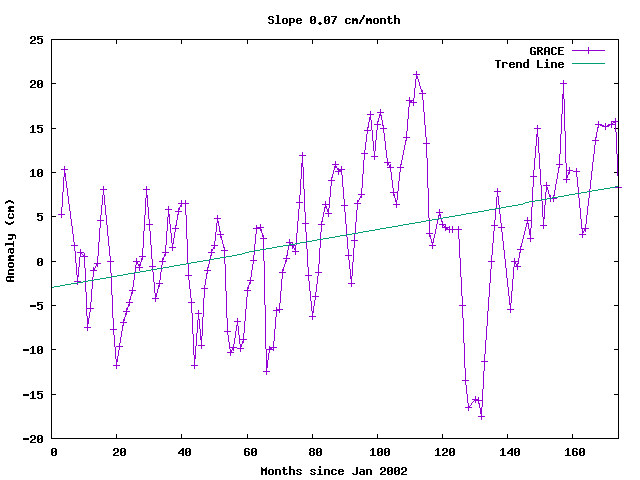 Slope 0.07 cm/month
25
20
15
10
5
0
-5
-10
-15
-20
Anomaly (cm)
GRACE
Trend Line
0 20 40 60 80 100 120 140 160
Months since Jan 2002